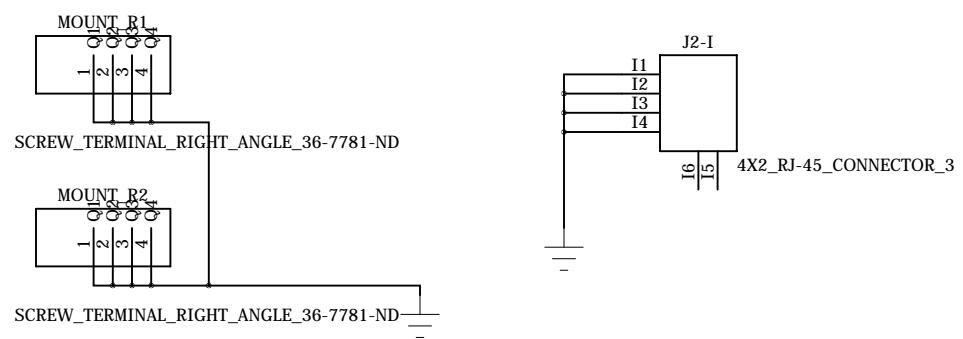 MOUNT_R1
Q1 Q2 Q3 Q4
1 2 3 4
SCREW_TERMINAL_RIGHT_ANGLE_36-7781-ND
MOUNT_R2
Q1 Q2 Q3 Q4
1 2 3 4
SCREW_TERMINAL_RIGHT_ANGLE_36-7781-ND
J2-I
I1
I2
I3
I4
I6 I5
4X2_RJ-45_CONNECTOR_3